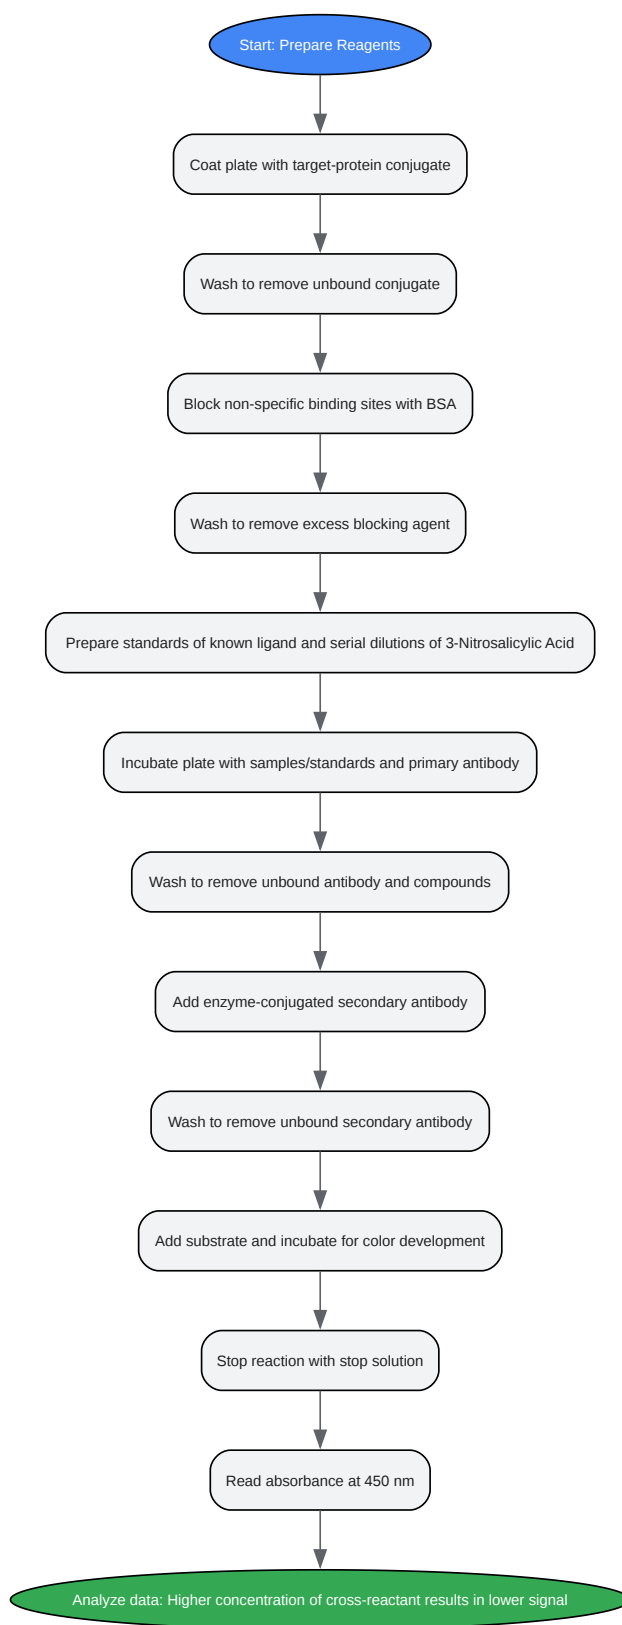 Start: Prepare Reagents
Coat plate with target-protein conjugate
Wash to remove unbound conjugate
Block non-specific binding sites with BSA
Wash to remove excess blocking agent
Prepare standards of known ligand and serial dilutions of 3-Nitrosalicylic Acid
Incubate plate with samples/standards and primary antibody
Wash to remove unbound antibody and compounds
Add enzyme-conjugated secondary antibody
Wash to remove unbound secondary antibody
Add substrate and incubate for color development
Stop reaction with stop solution
Read absorbance at 450 nm
Analyze data: Higher concentration of cross-reactant results in lower signal